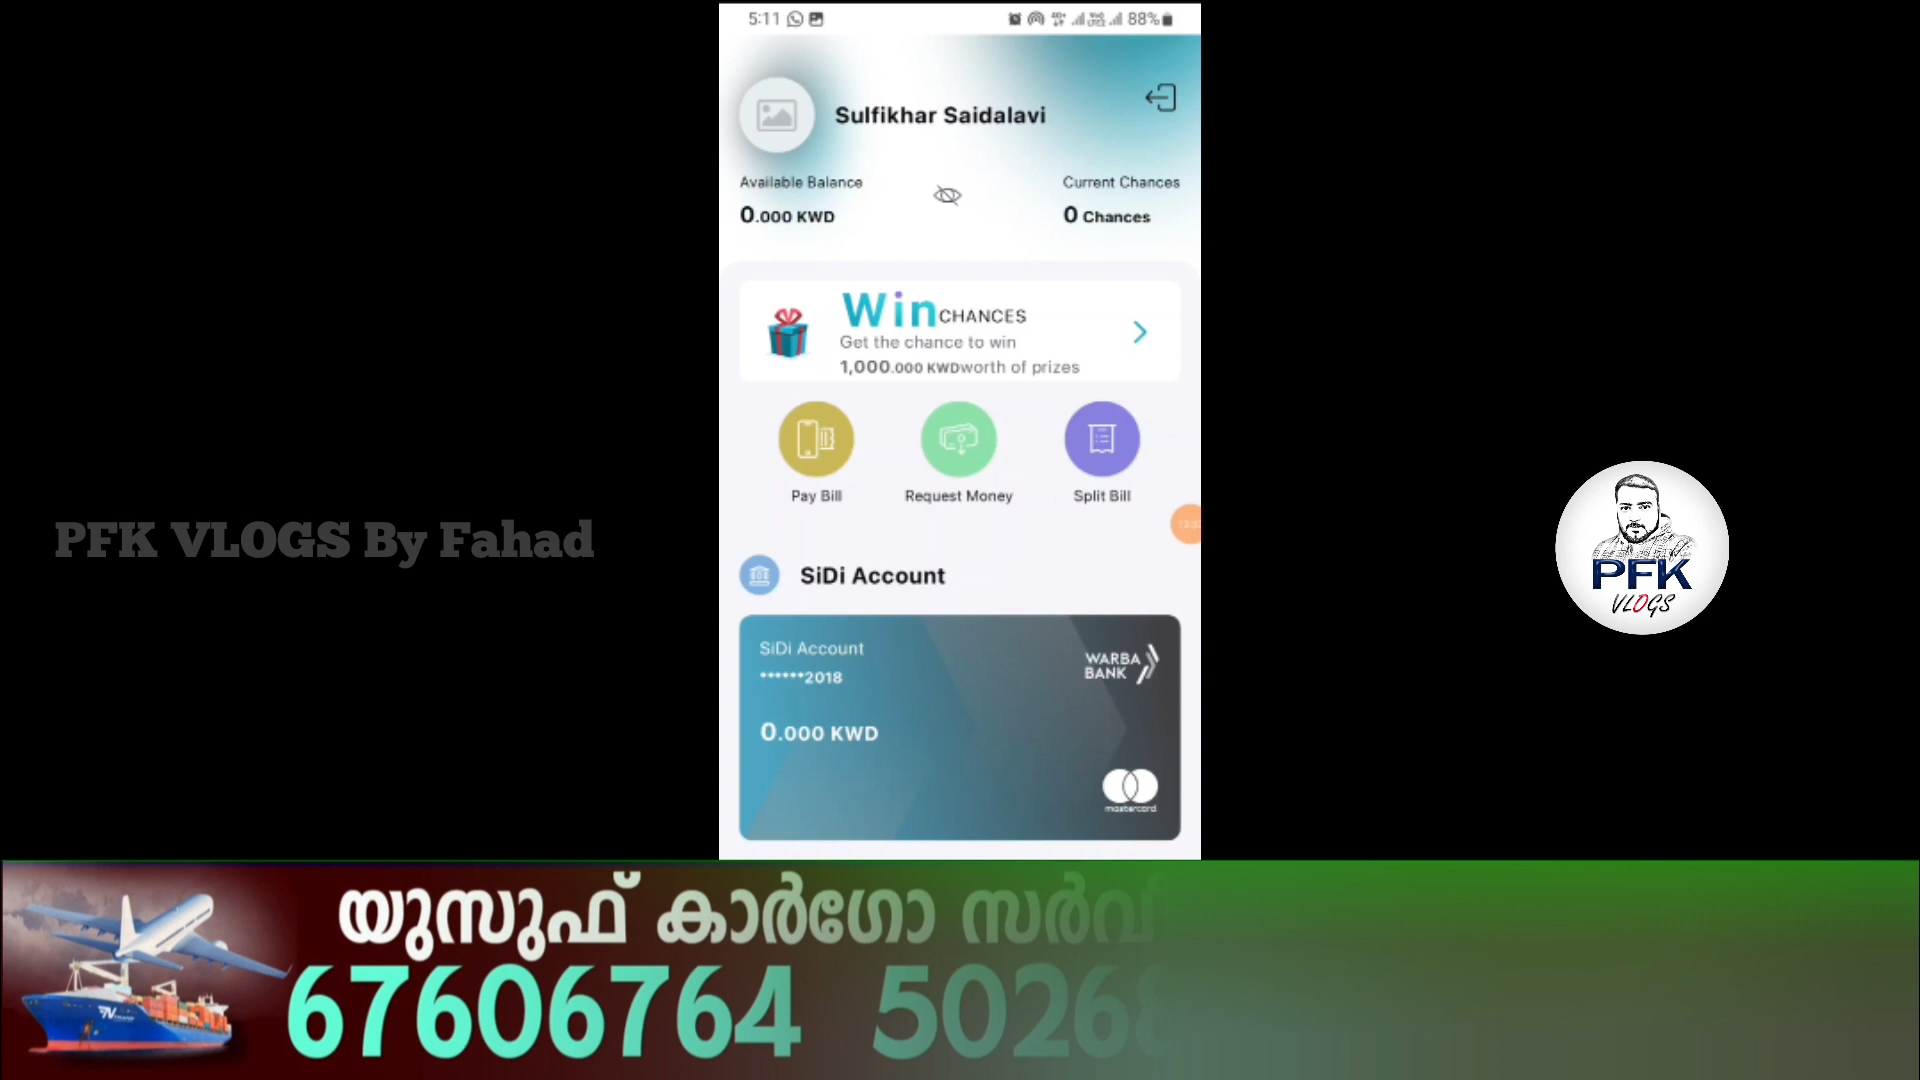 5:11
88%
Sulfikhar Saidalavi
Available Balance
0.000 KWD
Current Chances
0 Chances
Win CHANCES
Get the chance to win
1,000.000 KWDworth of prizes
Pay Bill
Request Money
Split Bill
PFK VLOGS By Fahad
PFK
VLOGS
SiDi Account
SiDi Account
******2018
WARBA
BANK
0.000 KWD
mastercard
യുസുഫ് കാർഗോ
67606764 5026